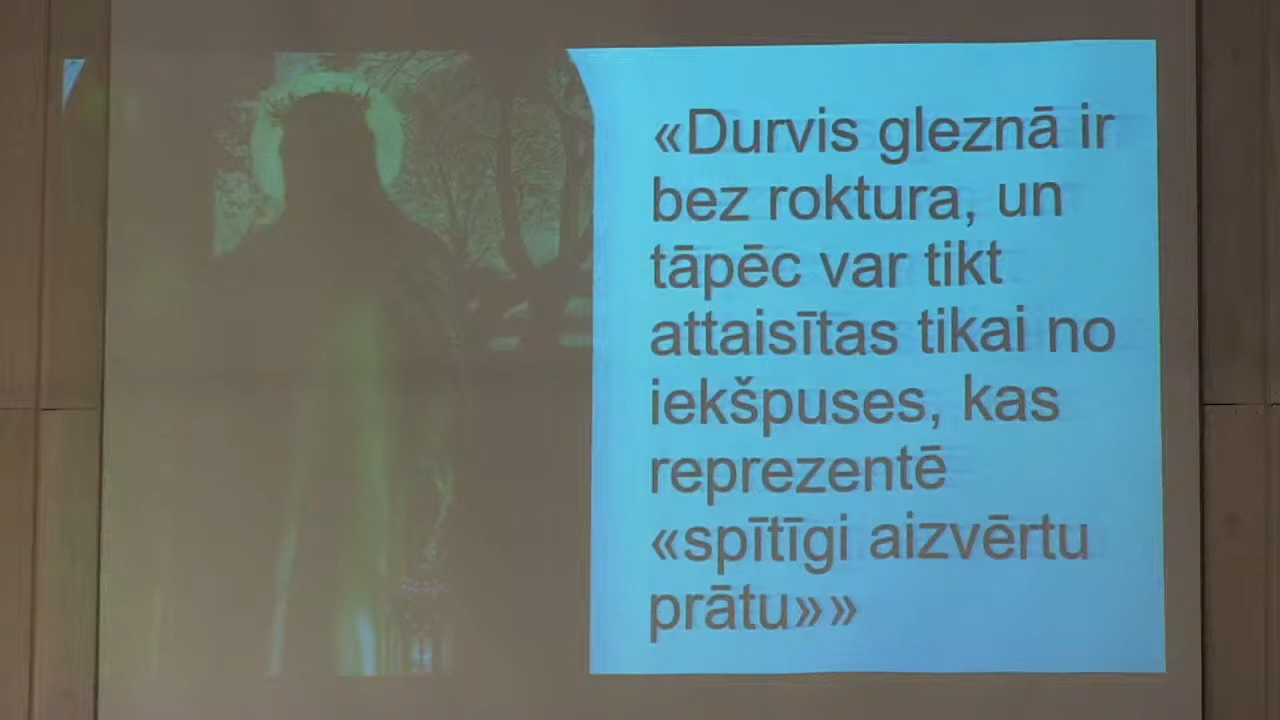 «Durvis gleznā ir
bez roktura, un
tāpēc var tikt
attaisītas tikai no
iekšpuses, kas
reprezentē
«spītīgi aizvērtu
prātu»»